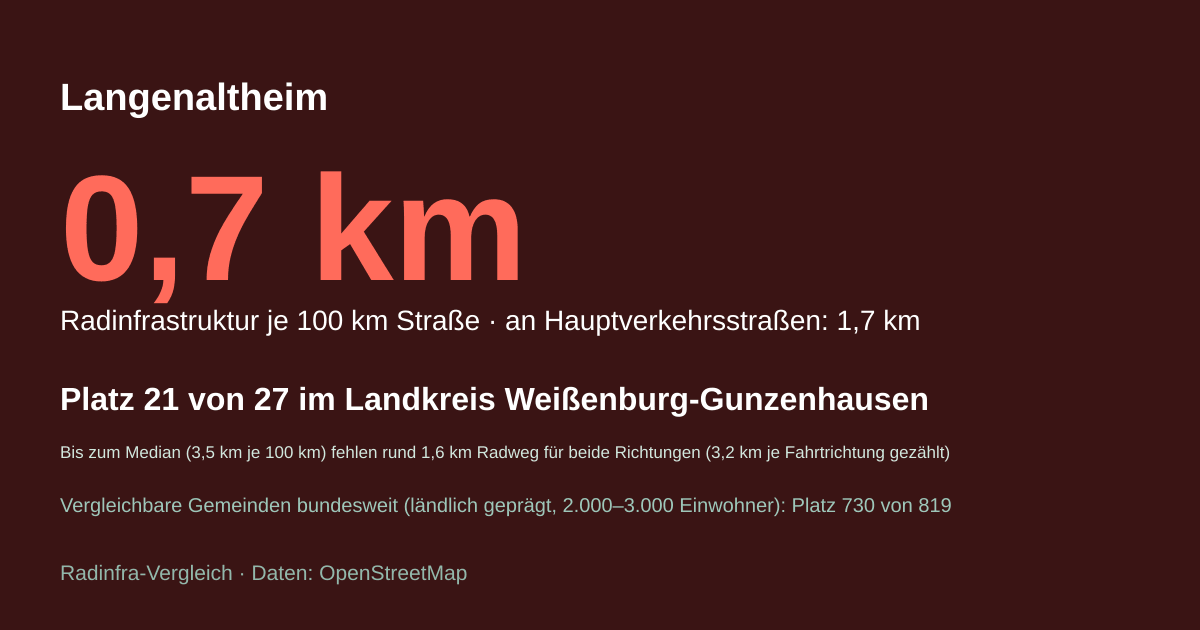 Langenaltheim
0,7 km
Radinfrastruktur je 100 km Straße · an Hauptverkehrsstraßen: 1,7 km
Platz 21 von 27 im Landkreis Weißenburg-Gunzenhausen
Bis zum Median (3,5 km je 100 km) fehlen rund 1,6 km Radweg für beide Richtungen (3,2 km je Fahrtrichtung gezählt)
Vergleichbare Gemeinden bundesweit (ländlich geprägt, 2.000–3.000 Einwohner): Platz 730 von 819
Radinfra-Vergleich · Daten: OpenStreetMap